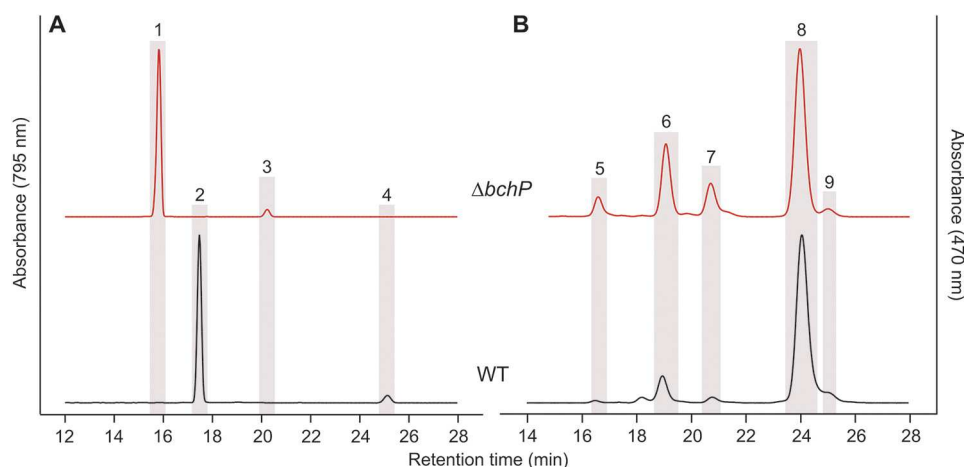 A
B
1
2
3
4
5
6
7
8
9
ΔbchP
WT
Absorbance (795 nm)
Absorbance (470 nm)
12 14 16 18 20 22 24 26 28
14 16 18 20 22 24 26 28
Retention time (min)